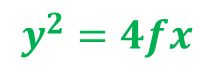 y² = 4fx